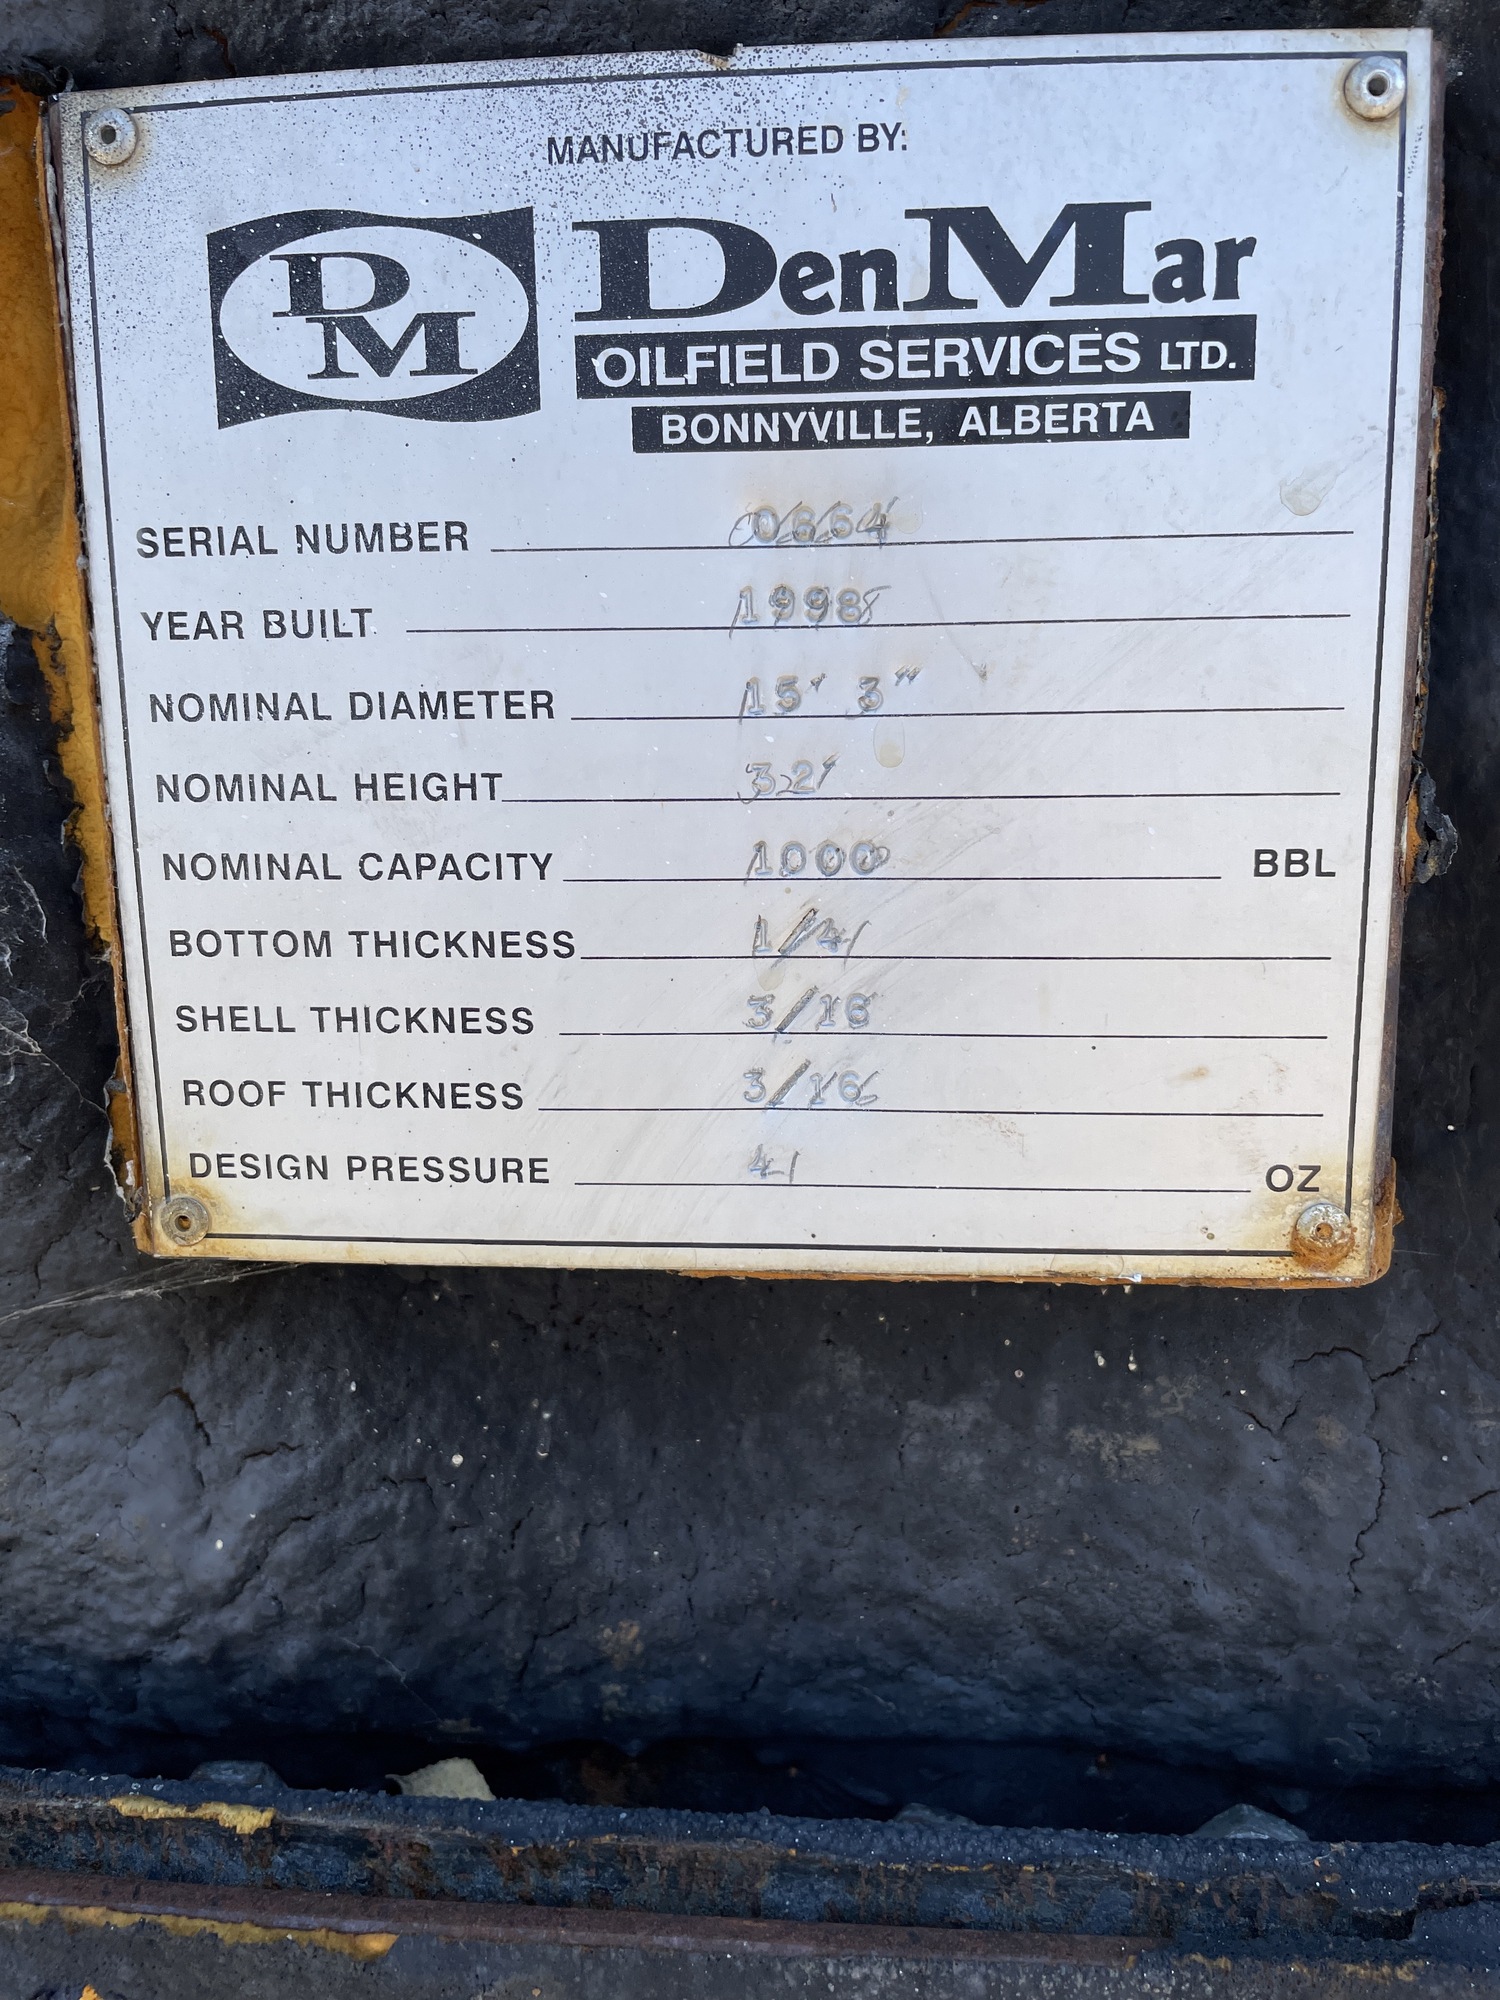 MANUFACTURED BY:
DM
DenMar
OILFIELD SERVICES LTD.
BONNYVILLE, ALBERTA
SERIAL NUMBER 0664
YEAR BUILT 1998
NOMINAL DIAMETER 15' 3"
NOMINAL HEIGHT 32'
NOMINAL CAPACITY 1000 BBL
BOTTOM THICKNESS 1/4
SHELL THICKNESS 3/16
ROOF THICKNESS 3/16
DESIGN PRESSURE 4 OZ